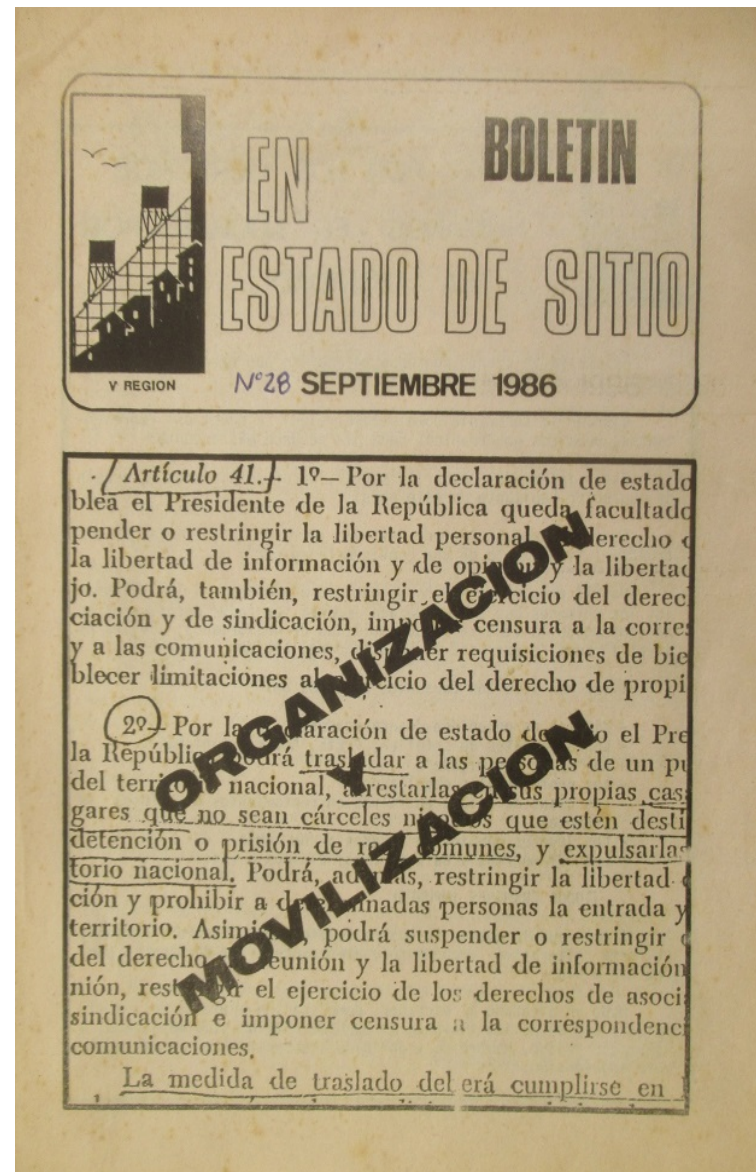 BOLETIN
EN
ESTADO DE SITIO
V REGION
Nº28 SEPTIEMBRE 1986
Artículo 41.- 1º— Por la declaración de estado
blea el Presidente de la República queda facultado
pender o restringir la libertad personal, derecho
la libertad de información y de opinión y la libertad
jo. Podrá, también, restringir el ejercicio del derec
ciación y de sindicación, censura a la corres
y a las comunicaciones, disponer requisiciones de bie
blecer limitaciones al ejercicio del derecho de propi
2º— Por la declaración de estado de sitio el Pre
la República podrá trasladar a las personas de un pu
del territorio nacional, arrestarlas en sus propias cas
gares que no sean cárceles ni otros que estén desti
detención o prisión de reos comunes, y expulsarlas
torio nacional. Podrá, además, restringir la libertad
ción y prohibir a determinadas personas la entrada y
territorio. Asimismo, podrá suspender o restringir
del derecho de reunión y la libertad de información
nión, restringir el ejercicio de los derechos de asoci
sindicación e imponer censura a la correspondenci
comunicaciones.
La medida de traslado del erá cumplirse en
ORGANIZACION
Y
MOVILIZACION